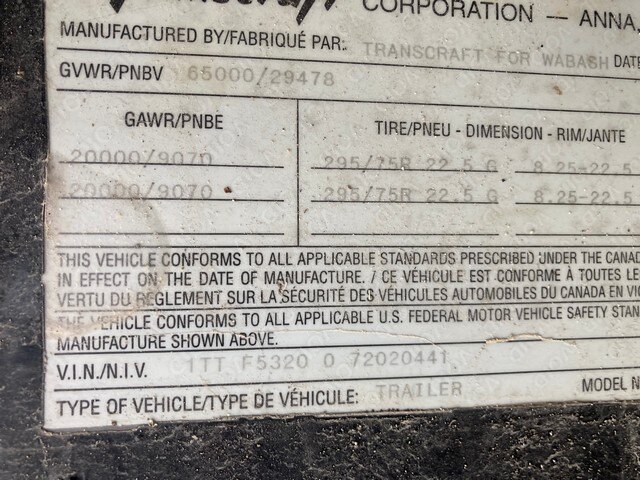 Transcraft CORPORATION — ANNA,
MANUFACTURED BY/FABRIQUÉ PAR: TRANSCRAFT FOR WABASH DATE
GVWR/PNBV 65000/29478
GAWR/PNBE TIRE/PNEU - DIMENSION - RIM/JANTE
20000/9070 295/75R 22.5 G 8.25-22.5
20000/9070 295/75R 22.5 G 8.25-22.5
THIS VEHICLE CONFORMS TO ALL APPLICABLE STANDARDS PRESCRIBED UNDER THE CANADA
IN EFFECT ON THE DATE OF MANUFACTURE. / CE VÉHICULE EST CONFORME À TOUTES LE
VERTU DU RÉGLEMENT SUR LA SÉCURITÉ DES VÉHICULES AUTOMOBILES DU CANADA EN VIG
THE VEHICLE CONFORMS TO ALL APPLICABLE U.S. FEDERAL MOTOR VEHICLE SAFETY STAN
MANUFACTURE SHOWN ABOVE.
V.I.N./N.I.V. 1TT F5320 0 72020441
TYPE OF VEHICLE/TYPE DE VÉHICULE: TRAILER MODEL N